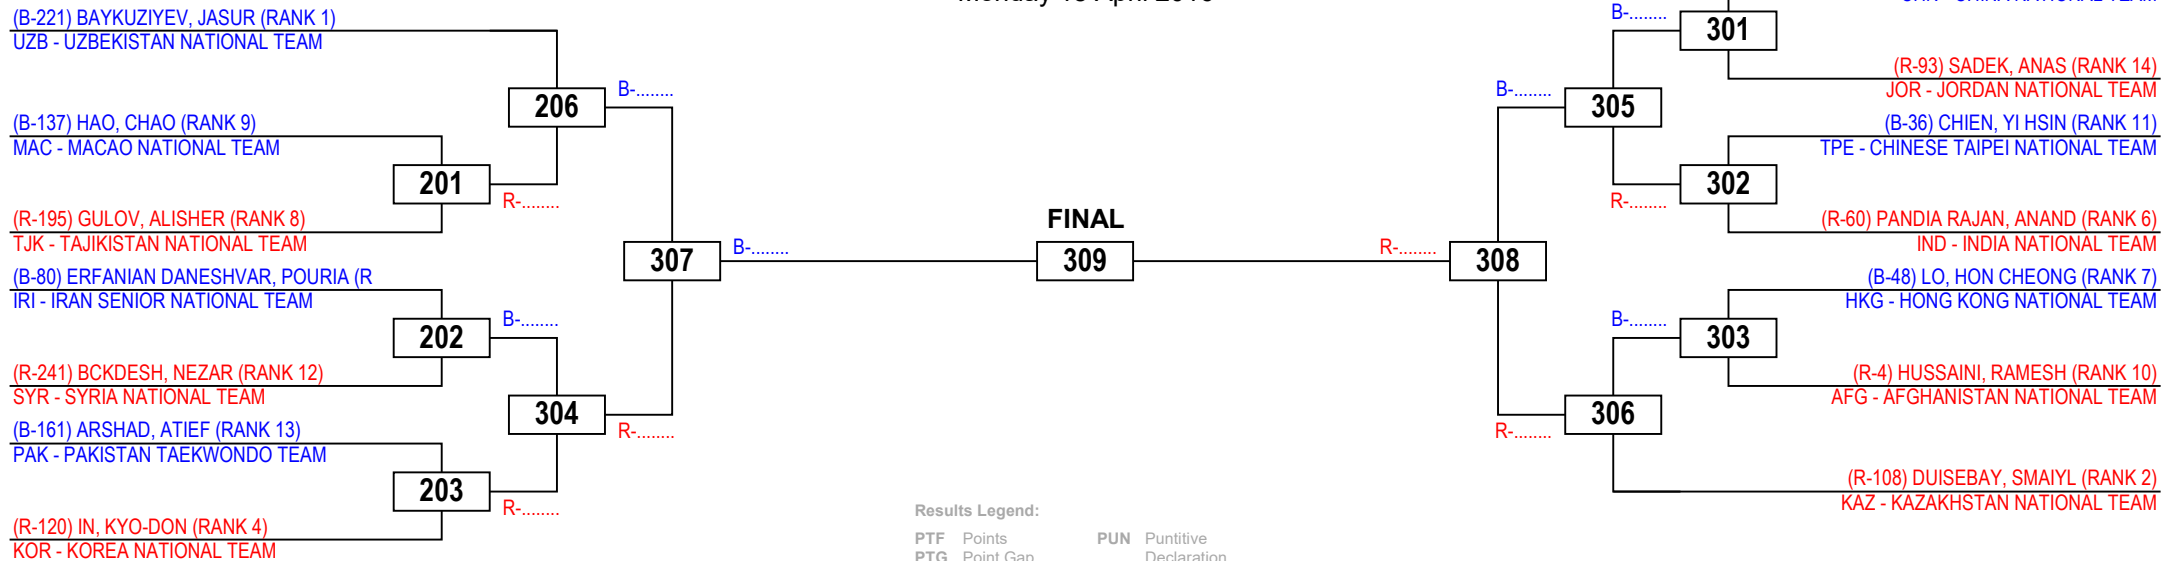 (B-221) BAYKUZIYEV, JASUR (RANK 1)
UZB - UZBEKISTAN NATIONAL TEAM
206
B-........
(B-137) HAO, CHAO (RANK 9)
MAC - MACAO NATIONAL TEAM
201
R-........
(R-195) GULOV, ALISHER (RANK 8)
TJK - TAJIKISTAN NATIONAL TEAM
307
B-........
(B-80) ERFANIAN DANESHVAR, POURIA (R
IRI - IRAN SENIOR NATIONAL TEAM
202
B-........
(R-241) BCKDESH, NEZAR (RANK 12)
SYR - SYRIA NATIONAL TEAM
304
R-........
(B-161) ARSHAD, ATIEF (RANK 13)
PAK - PAKISTAN TAEKWONDO TEAM
203
R-........
(R-120) IN, KYO-DON (RANK 4)
KOR - KOREA NATIONAL TEAM
FINAL
309
B-........
301
(R-93) SADEK, ANAS (RANK 14)
JOR - JORDAN NATIONAL TEAM
B-........
305
(B-36) CHIEN, YI HSIN (RANK 11)
TPE - CHINESE TAIPEI NATIONAL TEAM
302
R-........
(R-60) PANDIA RAJAN, ANAND (RANK 6)
IND - INDIA NATIONAL TEAM
R-........
308
(B-48) LO, HON CHEONG (RANK 7)
HKG - HONG KONG NATIONAL TEAM
B-........
303
(R-4) HUSSAINI, RAMESH (RANK 10)
AFG - AFGHANISTAN NATIONAL TEAM
306
R-........
(R-108) DUISEBAY, SMAIYL (RANK 2)
KAZ - KAZAKHSTAN NATIONAL TEAM
Results Legend:
PTF Points PUN Puntitive
PTG Point Gap Declaration